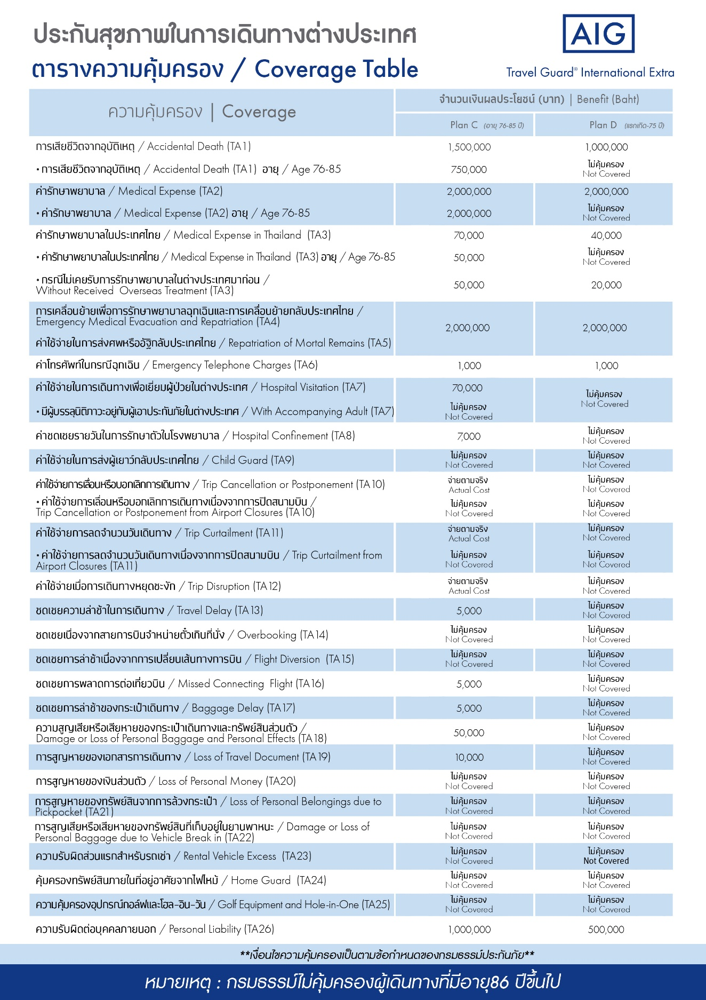 ประกันสุขภาพในการเดินทางต่างประเทศ
AIG
ตารางความคุ้มครอง / Coverage Table
Travel Guard® International Extra
ความคุ้มครอง | Coverage
จำนวนเงินผลประโยชน์ (บาท) | Benefit (Baht)
Plan C (อายุ 76-85 ปี) Plan D (แรกเกิด-75 ปี)
การเสียชีวิตจากอุบัติเหตุ / Accidental Death (TA1) 1,500,000 1,000,000
• การเสียชีวิตจากอุบัติเหตุ / Accidental Death (TA1) อายุ / Age 76-85 750,000 ไม่คุ้มครอง
Not Covered
ค่ารักษาพยาบาล / Medical Expense (TA2) 2,000,000 2,000,000
• ค่ารักษาพยาบาล / Medical Expense (TA2) อายุ / Age 76-85 2,000,000 ไม่คุ้มครอง
Not Covered
ค่ารักษาพยาบาลในประเทศไทย / Medical Expense in Thailand (TA3) 70,000 40,000
• ค่ารักษาพยาบาลในประเทศไทย / Medical Expense in Thailand (TA3) อายุ / Age 76-85 50,000 ไม่คุ้มครอง
Not Covered
• กรณีไม่เคยรับการรักษาพยาบาลในต่างประเทศมาก่อน /
Without Received Overseas Treatment (TA3) 50,000 20,000
การเคลื่อนย้ายเพื่อการรักษาพยาบาลฉุกเฉินและการเคลื่อนย้ายกลับประเทศไทย /
Emergency Medical Evacuation and Repatriation (TA4)
2,000,000 2,000,000
ค่าใช้จ่ายในการส่งศพหรืออัฐิกลับประเทศไทย / Repatriation of Mortal Remains (TA5)
ค่าโทรศัพท์ในกรณีฉุกเฉิน / Emergency Telephone Charges (TA6) 1,000 1,000
ค่าใช้จ่ายในการเดินทางเพื่อเยี่ยมผู้ป่วยในต่างประเทศ / Hospital Visitation (TA7) 70,000
ไม่คุ้มครอง
Not Covered
• มีผู้บรรลุนิติภาวะอยู่กับผู้เอาประกันภัยในต่างประเทศ / With Accompanying Adult (TA7) ไม่คุ้มครอง
Not Covered
ค่าชดเชยรายวันในการรักษาตัวในโรงพยาบาล / Hospital Confinement (TA8) 7,000 ไม่คุ้มครอง
Not Covered
ค่าใช้จ่ายในการส่งผู้เยาว์กลับประเทศไทย / Child Guard (TA9) ไม่คุ้มครอง ไม่คุ้มครอง
Not Covered Not Covered
ค่าใช้จ่ายการเลื่อนหรือบอกเลิกการเดินทาง / Trip Cancellation or Postponement (TA10) จ่ายตามจริง ไม่คุ้มครอง
Actual Cost Not Covered
• ค่าใช้จ่ายการเลื่อนหรือบอกเลิกการเดินทางเนื่องจากการปิดสนามบิน / ไม่คุ้มครอง ไม่คุ้มครอง
Trip Cancellation or Postponement from Airport Closures (TA10) Not Covered Not Covered
ค่าใช้จ่ายการลดจำนวนวันเดินทาง / Trip Curtailment (TA11) จ่ายตามจริง ไม่คุ้มครอง
Actual Cost Not Covered
• ค่าใช้จ่ายการลดจำนวนวันเดินทางเนื่องจากการปิดสนามบิน / Trip Curtailment from ไม่คุ้มครอง ไม่คุ้มครอง
Airport Closures (TA11) Not Covered Not Covered
ค่าใช้จ่ายเมื่อการเดินทางหยุดชะงัก / Trip Disruption (TA12) จ่ายตามจริง ไม่คุ้มครอง
Actual Cost Not Covered
ชดเชยความล่าช้าในการเดินทาง / Travel Delay (TA13) 5,000 ไม่คุ้มครอง
Not Covered
ชดเชยเนื่องจากสายการบินจำหน่ายตั๋วเกินที่นั่ง / Overbooking (TA14) ไม่คุ้มครอง ไม่คุ้มครอง
Not Covered Not Covered
ชดเชยการล่าช้าเนื่องจากการเปลี่ยนเส้นทางการบิน / Flight Diversion (TA15) ไม่คุ้มครอง ไม่คุ้มครอง
Not Covered Not Covered
ชดเชยการพลาดการต่อเที่ยวบิน / Missed Connecting Flight (TA16) 5,000 ไม่คุ้มครอง
Not Covered
ชดเชยการล่าช้าของกระเป๋าเดินทาง / Baggage Delay (TA17) 5,000 ไม่คุ้มครอง
Not Covered
ความสูญเสียหรือเสียหายของกระเป๋าเดินทางและทรัพย์สินส่วนตัว / 50,000 ไม่คุ้มครอง
Damage or Loss of Personal Baggage and Personal Effects (TA18) Not Covered
การสูญหายของเอกสารการเดินทาง / Loss of Travel Document (TA19) 10,000 ไม่คุ้มครอง
Not Covered
การสูญหายของเงินส่วนตัว / Loss of Personal Money (TA20) ไม่คุ้มครอง ไม่คุ้มครอง
Not Covered Not Covered
การสูญหายของทรัพย์สินจากการล้วงกระเป๋า / Loss of Personal Belongings due to ไม่คุ้มครอง ไม่คุ้มครอง
Pickpocket (TA21) Not Covered Not Covered
การสูญเสียหรือเสียหายของทรัพย์สินที่เก็บอยู่ในยานพาหนะ / Damage or Loss of ไม่คุ้มครอง ไม่คุ้มครอง
Personal Baggage due to Vehicle Break in (TA22) Not Covered Not Covered
ความรับผิดส่วนแรกสำหรับรถเช่า / Rental Vehicle Excess (TA23) ไม่คุ้มครอง ไม่คุ้มครอง
Not Covered Not Covered
คุ้มครองทรัพย์สินภายในที่อยู่อาศัยจากไฟไหม้ / Home Guard (TA24) ไม่คุ้มครอง ไม่คุ้มครอง
Not Covered Not Covered
ความคุ้มครองอุปกรณ์กอล์ฟและโฮล-อิน-วัน / Golf Equipment and Hole-in-One (TA25) ไม่คุ้มครอง ไม่คุ้มครอง
Not Covered Not Covered
ความรับผิดต่อบุคคลภายนอก / Personal Liability (TA26) 1,000,000 500,000
**เงื่อนไขความคุ้มครองเป็นตามข้อกำหนดของกรมธรรม์ประกันภัย**
หมายเหตุ : กรมธรรม์ไม่คุ้มครองผู้เดินทางที่มีอายุ86 ปีขึ้นไป